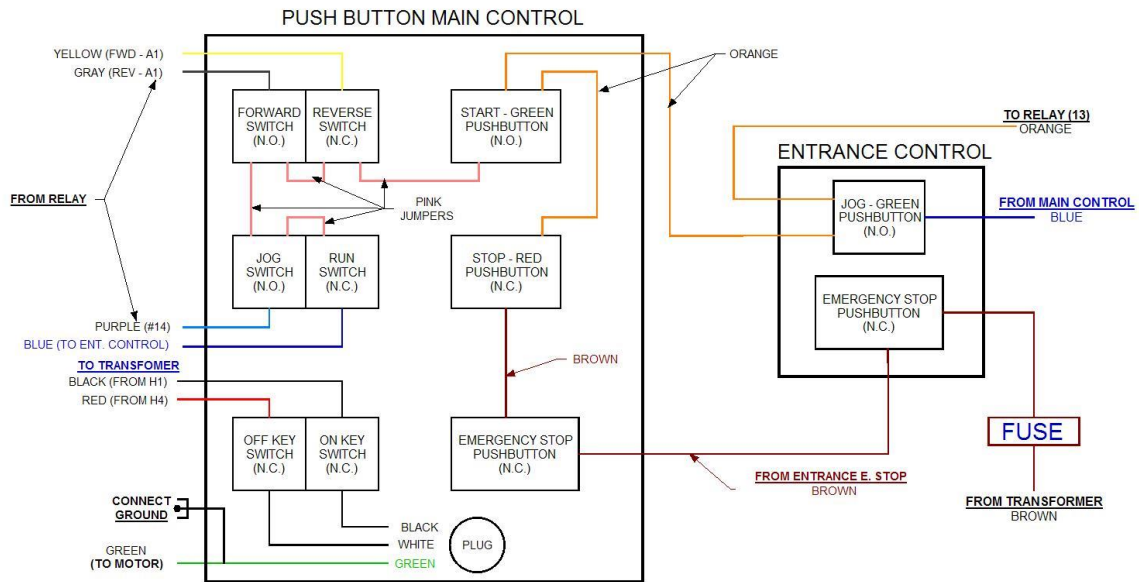 PUSH BUTTON MAIN CONTROL
YELLOW (FWD - A1)
GRAY (REV - A1)
ORANGE
FORWARD
SWITCH
(N.O.)
REVERSE
SWITCH
(N.C.)
START - GREEN
PUSHBUTTON
(N.O.)
TO RELAY (13)
ORANGE
ENTRANCE CONTROL
FROM RELAY
PINK
JUMPERS
JOG - GREEN
PUSHBUTTON
(N.O.)
FROM MAIN CONTROL
BLUE
JOG
SWITCH
(N.O.)
RUN
SWITCH
(N.C.)
STOP - RED
PUSHBUTTON
(N.C.)
EMERGENCY STOP
PUSHBUTTON
(N.C.)
PURPLE (#14)
BLUE (TO ENT. CONTROL)
TO TRANSFOMER
BLACK (FROM H1)
RED (FROM H4)
BROWN
OFF KEY
SWITCH
(N.C.)
ON KEY
SWITCH
(N.C.)
EMERGENCY STOP
PUSHBUTTON
(N.C.)
FUSE
FROM ENTRANCE E. STOP
BROWN
FROM TRANSFORMER
BROWN
CONNECT
GROUND
BLACK
WHITE
GREEN
PLUG
GREEN
(TO MOTOR)